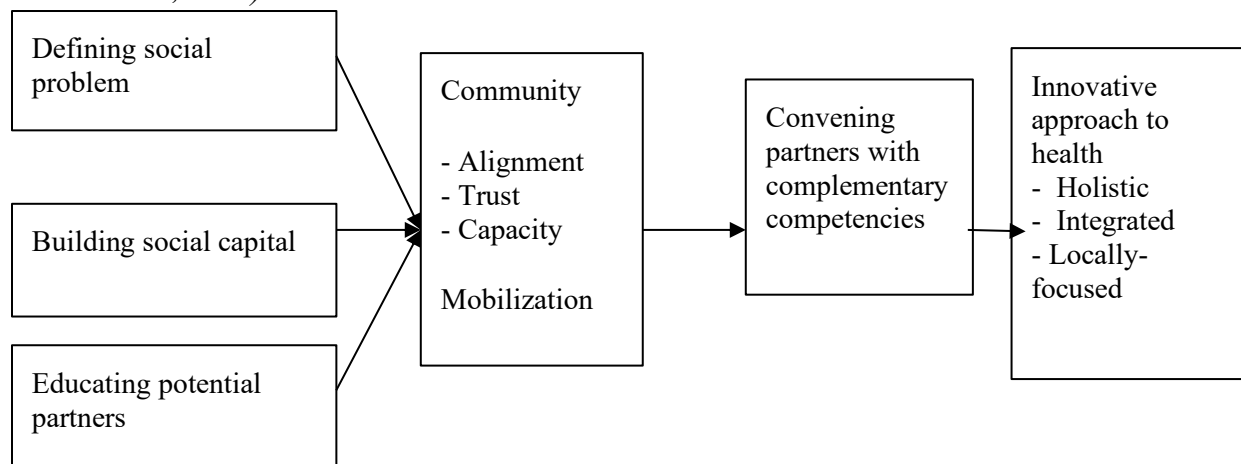 Defining social
problem
Building social capital
Educating potential
partners
Community
- Alignment
- Trust
- Capacity
Mobilization
Convening
partners with
complementary
competencies
Innovative
approach to
health
- Holistic
- Integrated
- Locally-
focused